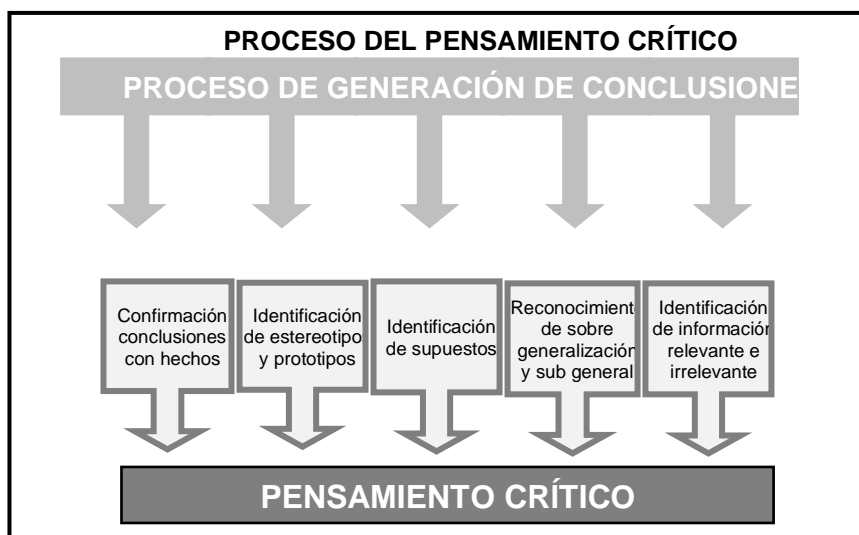 PROCESO DEL PENSAMIENTO CRÍTICO
PROCESO DE GENERACIÓN DE CONCLUSIONE
Confirmación
conclusiones
con hechos
Identificación
de estereotipo
y prototipos
Identificación
de supuestos
Reconocimient
de sobre
generalización
y sub general
Identificación
de información
relevante e
irrelevante
PENSAMIENTO CRÍTICO